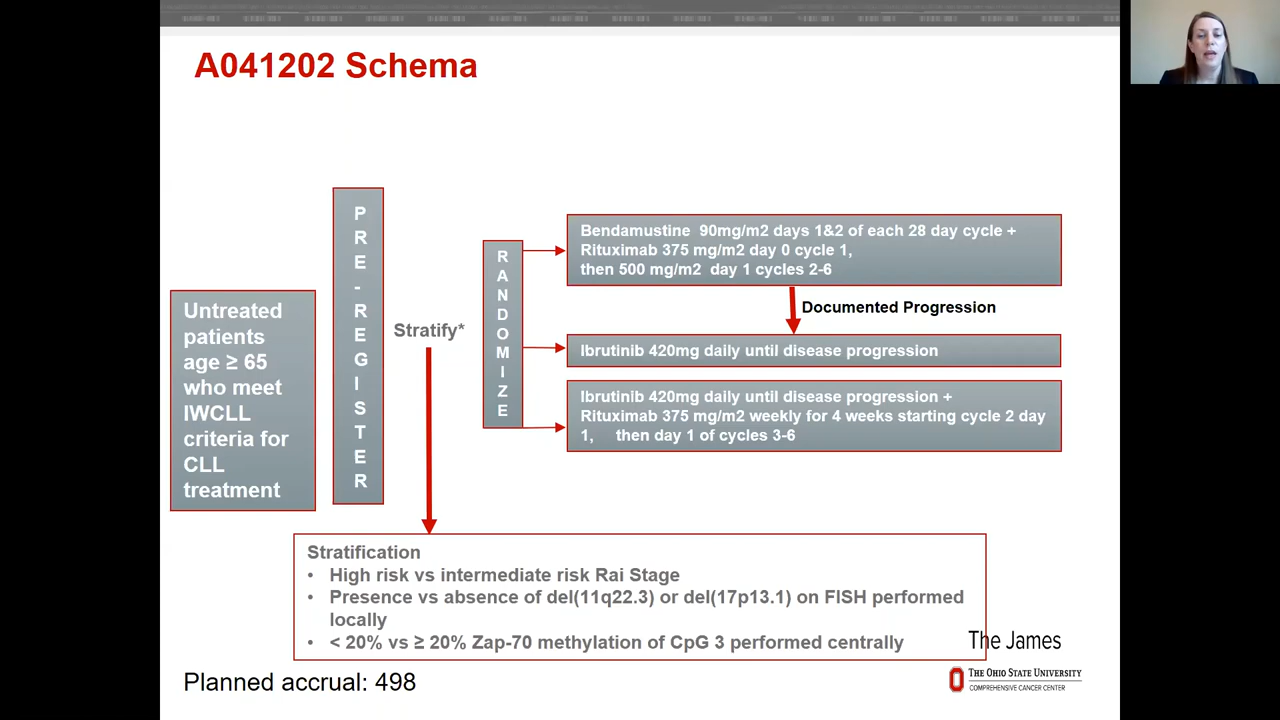 A041202 Schema
Untreated
patients
age ≥ 65
who meet
IWCLL
criteria for
CLL
treatment
PRE-REGISTER
Stratify*
RANDOMIZE
Bendamustine 90mg/m2 days 1&2 of each 28 day cycle +
Rituximab 375 mg/m2 day 0 cycle 1,
then 500 mg/m2 day 1 cycles 2-6
Documented Progression
Ibrutinib 420mg daily until disease progression
Ibrutinib 420mg daily until disease progression +
Rituximab 375 mg/m2 weekly for 4 weeks starting cycle 2 day
1, then day 1 of cycles 3-6
Stratification
• High risk vs intermediate risk Rai Stage
• Presence vs absence of del(11q22.3) or del(17p13.1) on FISH performed
locally
• < 20% vs ≥ 20% Zap-70 methylation of CpG 3 performed centrally
Planned accrual: 498
The James
THE OHIO STATE UNIVERSITY
COMPREHENSIVE CANCER CENTER